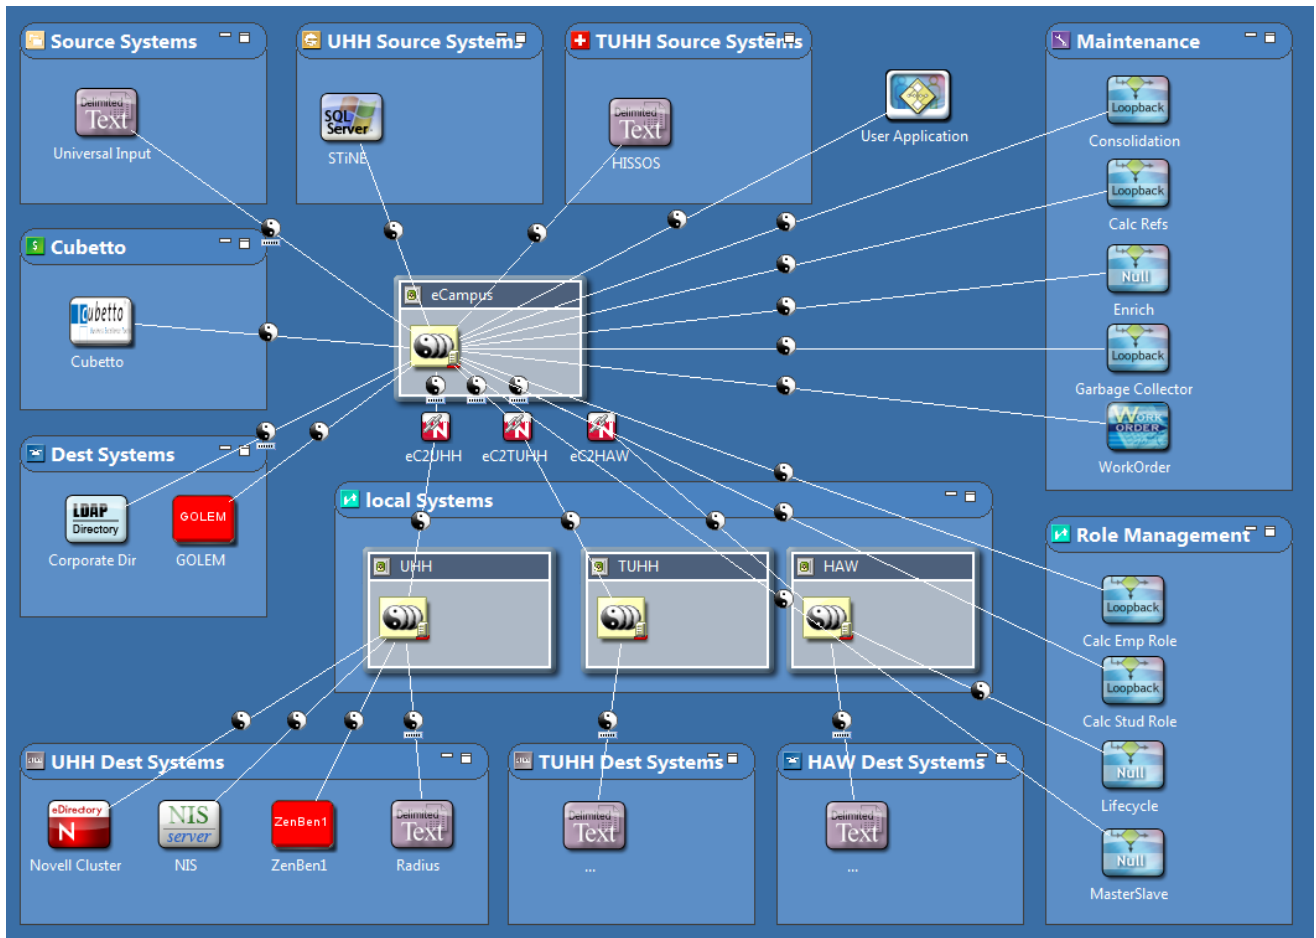 Source Systems
Delimited
Text
Universal Input
UHH Source Systems
SQL
Server
STiNE
TUHH Source Systems
Delimited
Text
HISSOS
User Application
Maintenance
Loopback
Consolidation
Loopback
Calc Refs
Null
Enrich
Loopback
Garbage Collector
WORK
ORDER
WorkOrder
Cubetto
cubetto
Cubetto
eCampus
eC2UHH
eC2TUHH
eC2HAW
Dest Systems
LDAP
Directory
Corporate Dir
GOLEM
GOLEM
local Systems
UHH
TUHH
HAW
Role Management
Loopback
Calc Emp Role
Loopback
Calc Stud Role
Null
Lifecycle
Null
MasterSlave
UHH Dest Systems
eDirectory
N
Novell Cluster
NIS
server
NIS
ZenBen1
ZenBen1
Delimited
Text
Radius
TUHH Dest Systems
Delimited
Text
...
HAW Dest Systems
Delimited
Text
...